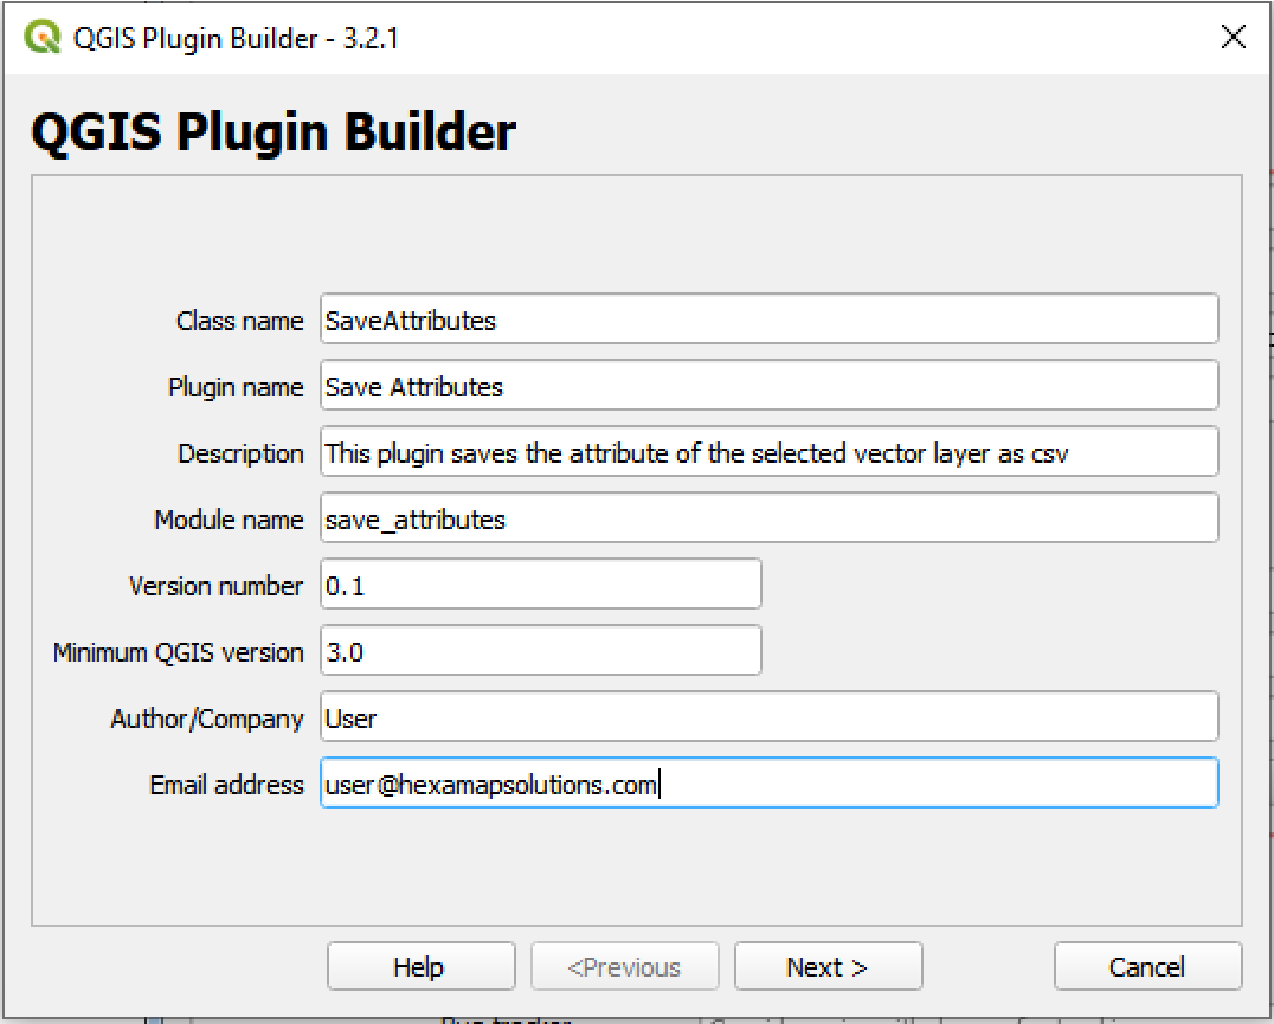 QGIS Plugin Builder - 3.2.1
QGIS Plugin Builder
Class name SaveAttributes
Plugin name Save Attributes
Description This plugin saves the attribute of the selected vector layer as csv
Module name save_attributes
Version number 0.1
Minimum QGIS version 3.0
Author/Company User
Email address user@hexamapsolutions.com
Help <Previous Next > Cancel